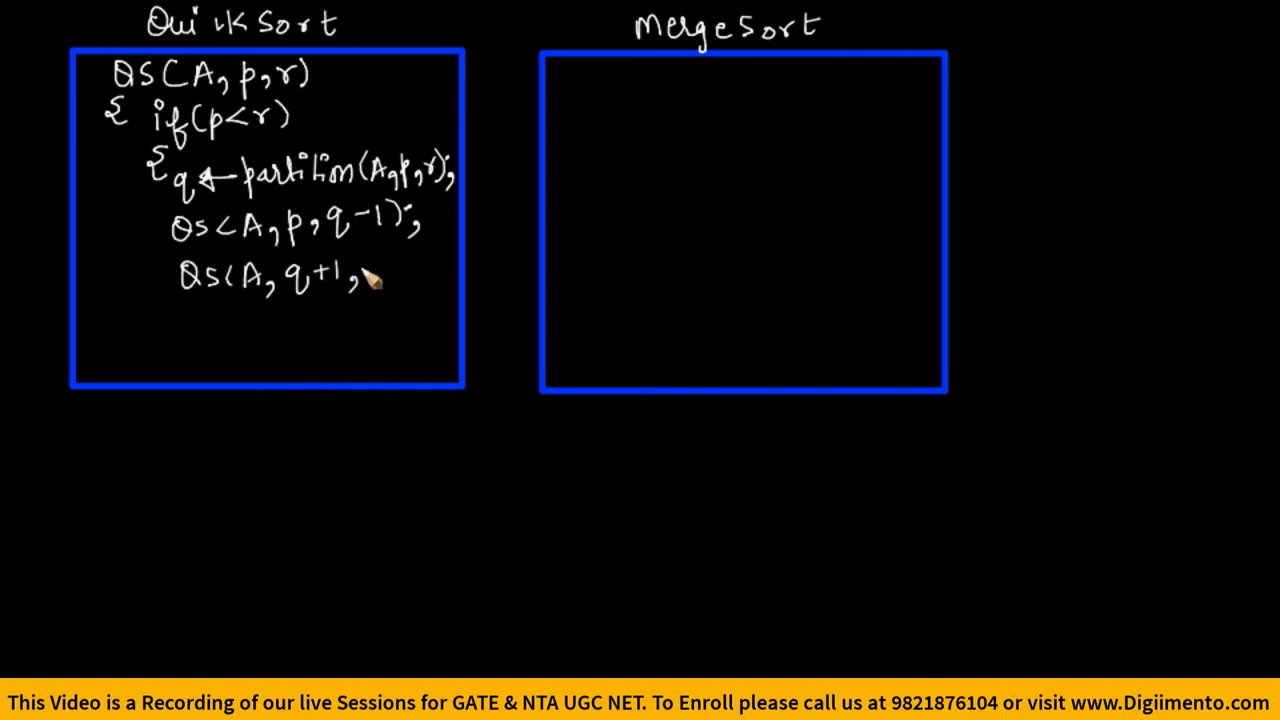 QuickSort
MergeSort
QS(A, p, r)
{ if(p<r)
{ q ← partition(A, p, r);
QS(A, p, q-1);
QS(A, q+1,
This Video is a Recording of our live Sessions for GATE & NTA UGC NET. To Enroll please call us at 9821876104 or visit www.Digiimento.com